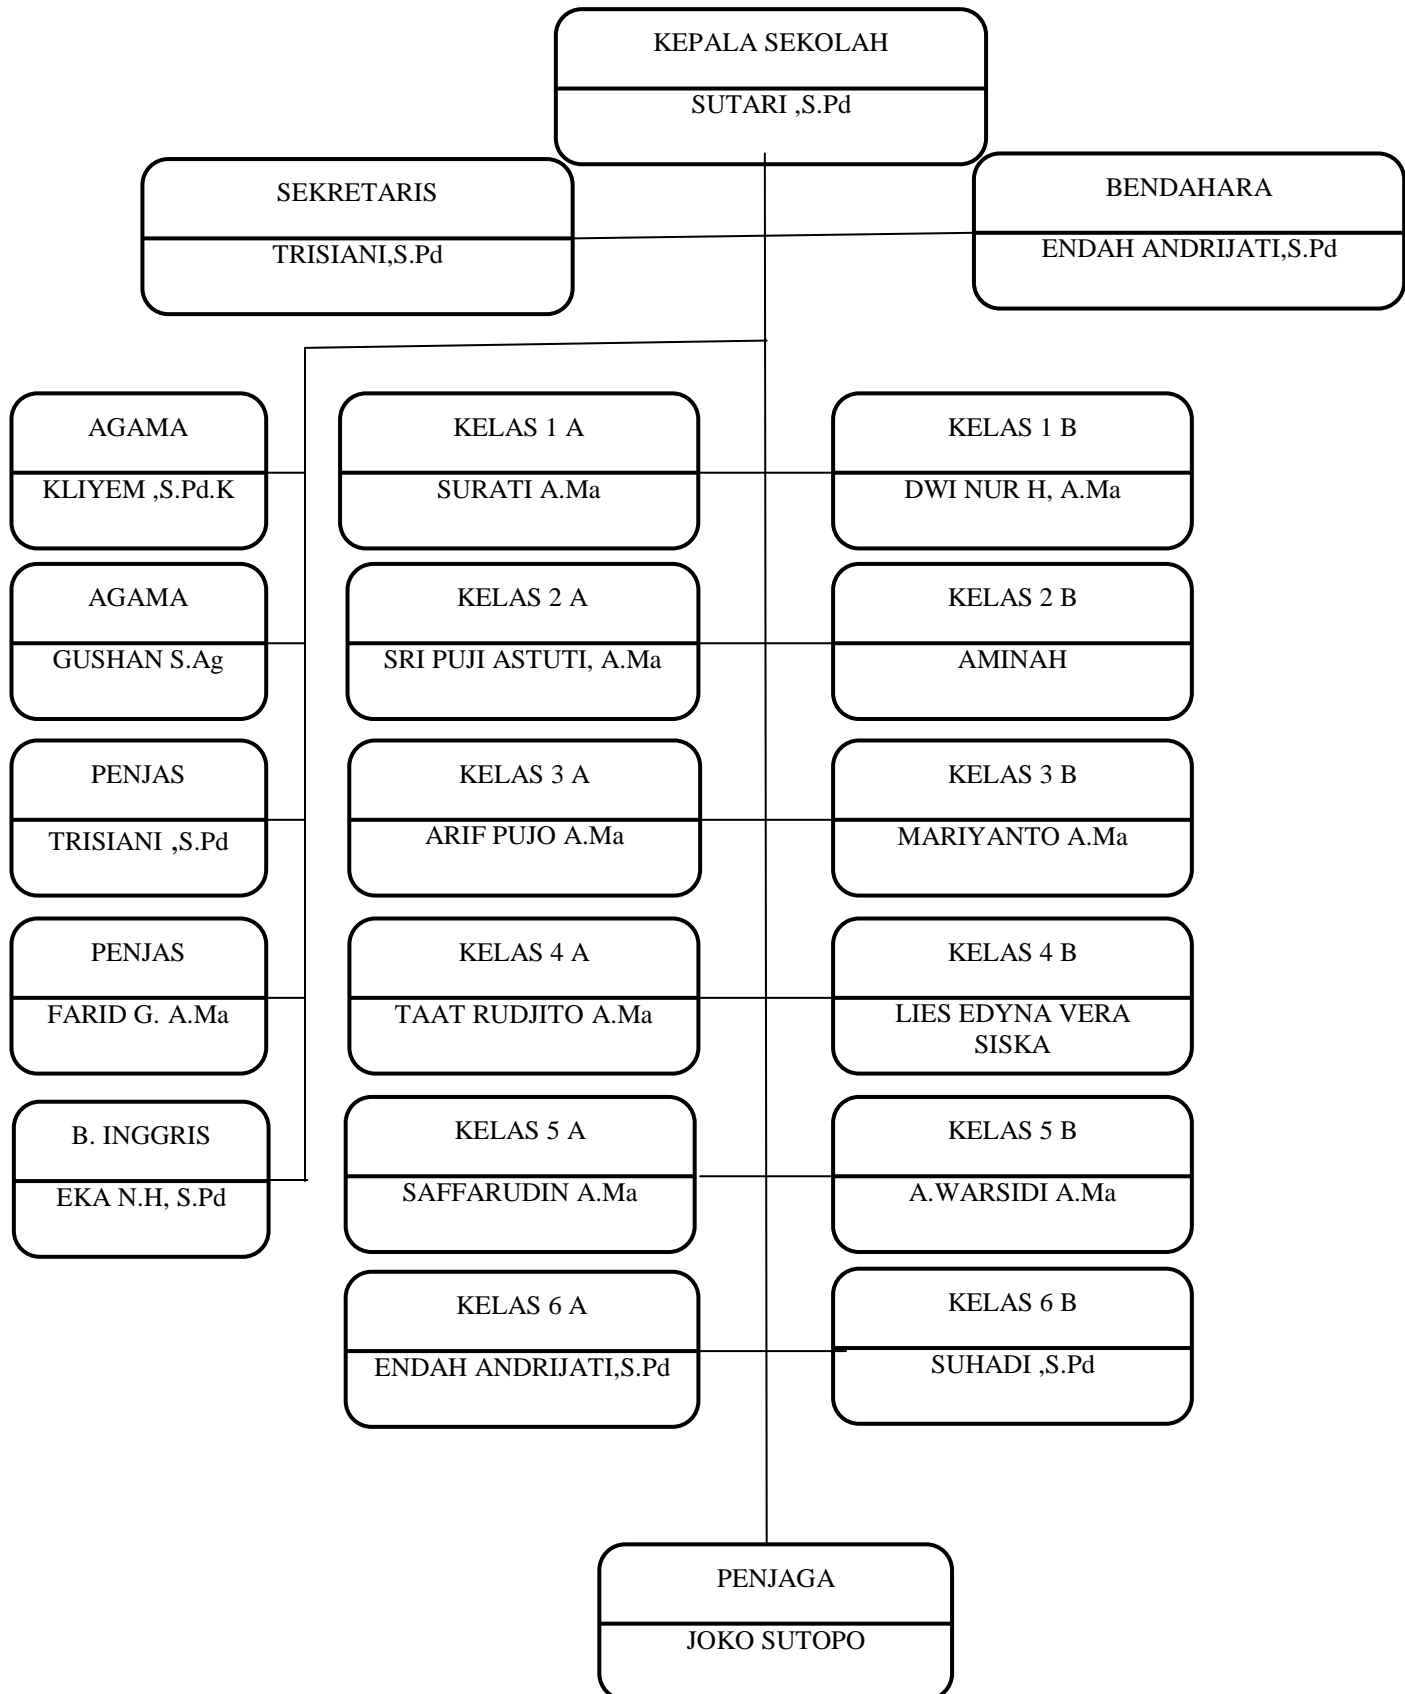 KEPALA SEKOLAH
SUTARI ,S.Pd
SEKRETARIS
TRISIANI,S.Pd
BENDAHARA
ENDAH ANDRIJATI,S.Pd
AGAMA
KLIYEM ,S.Pd.K
KELAS 1 A
SURATI A.Ma
KELAS 1 B
DWI NUR H, A.Ma
AGAMA
GUSHAN S.Ag
KELAS 2 A
SRI PUJI ASTUTI, A.Ma
KELAS 2 B
AMINAH
PENJAS
TRISIANI ,S.Pd
KELAS 3 A
ARIF PUJO A.Ma
KELAS 3 B
MARIYANTO A.Ma
PENJAS
FARID G. A.Ma
KELAS 4 A
TAAT RUDJITO A.Ma
KELAS 4 B
LIES EDYNA VERA
SISKA
B. INGGRIS
EKA N.H, S.Pd
KELAS 5 A
SAFFARUDIN A.Ma
KELAS 5 B
A.WARSIDI A.Ma
KELAS 6 A
ENDAH ANDRIJATI,S.Pd
KELAS 6 B
SUHADI ,S.Pd
PENJAGA
JOKO SUTOPO